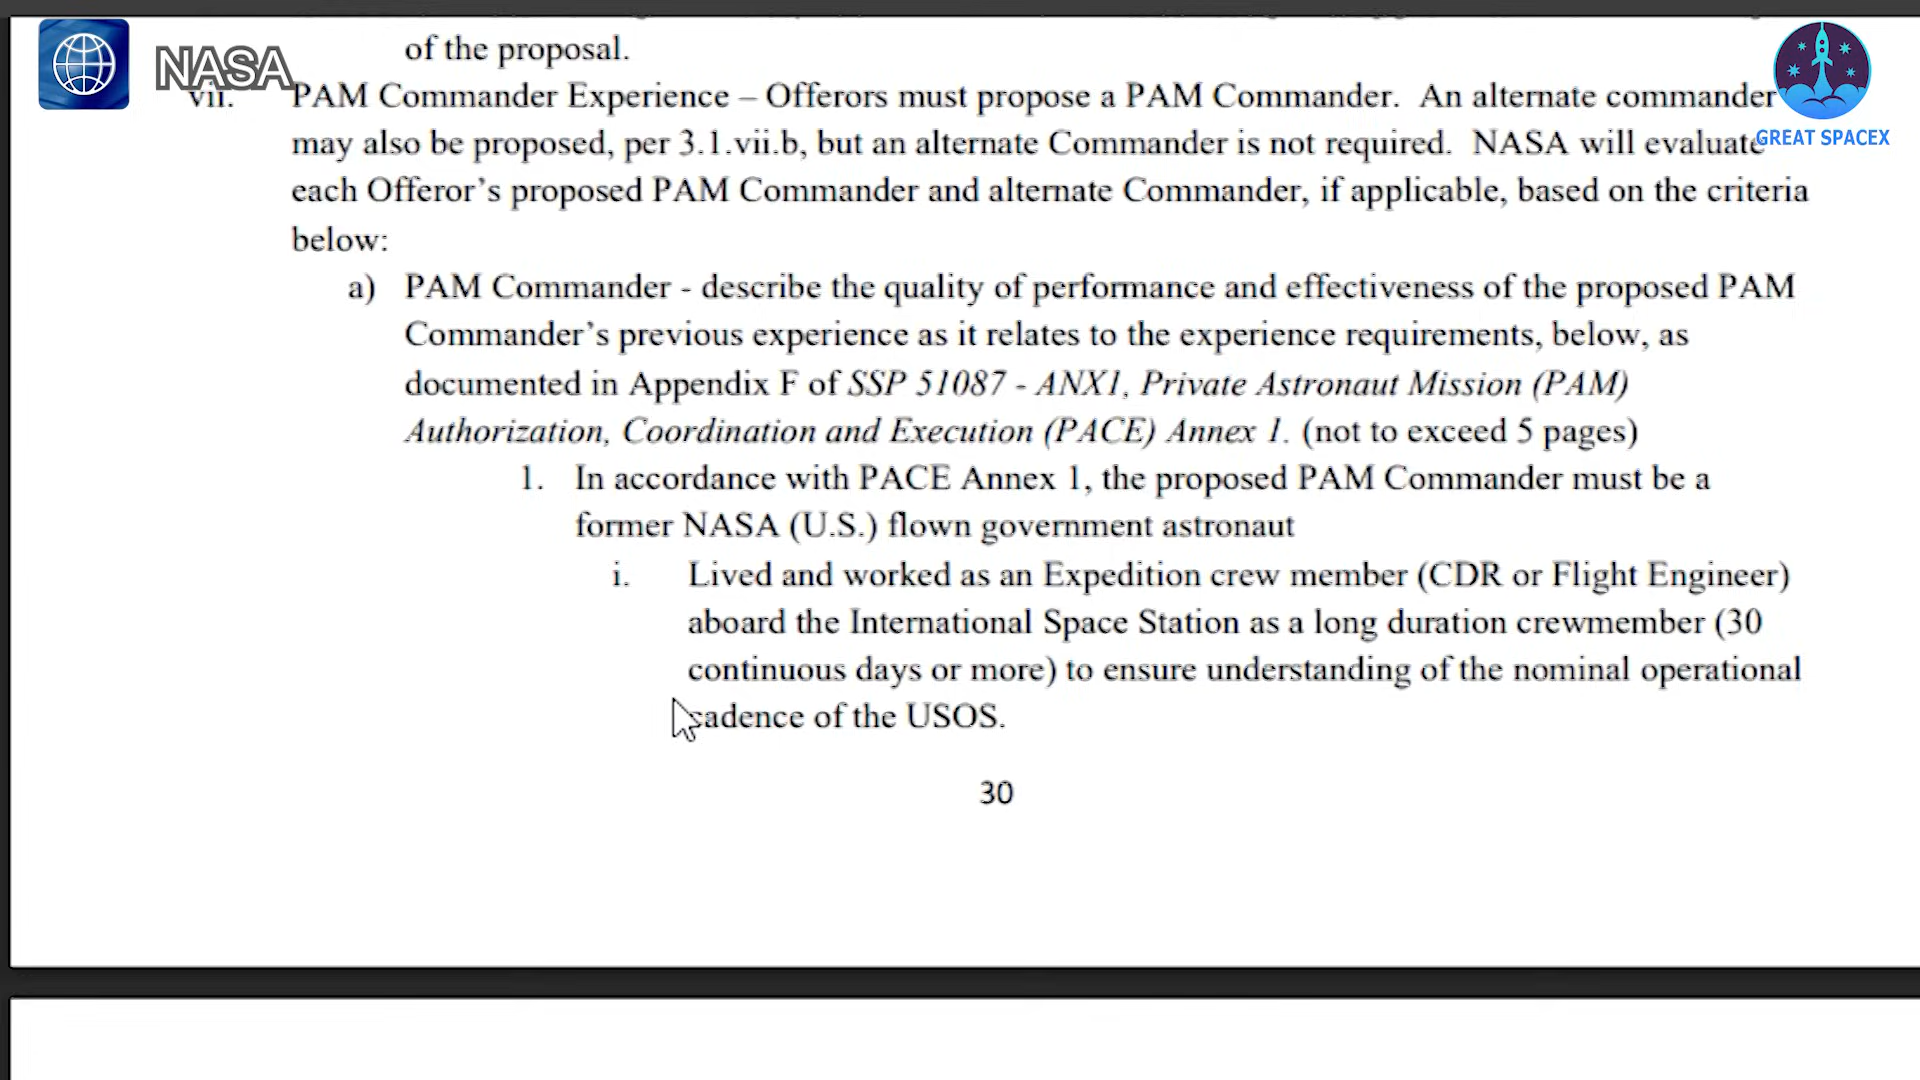 of the proposal.
NASA
vii. PAM Commander Experience – Offerors must propose a PAM Commander. An alternate commander
may also be proposed, per 3.1.vii.b, but an alternate Commander is not required. NASA will evaluate
GREAT SPACEX
each Offeror's proposed PAM Commander and alternate Commander, if applicable, based on the criteria
below:
a) PAM Commander - describe the quality of performance and effectiveness of the proposed PAM
Commander's previous experience as it relates to the experience requirements, below, as
documented in Appendix F of SSP 51087 - ANX1, Private Astronaut Mission (PAM)
Authorization, Coordination and Execution (PACE) Annex 1. (not to exceed 5 pages)
1. In accordance with PACE Annex 1, the proposed PAM Commander must be a
former NASA (U.S.) flown government astronaut
i. Lived and worked as an Expedition crew member (CDR or Flight Engineer)
aboard the International Space Station as a long duration crewmember (30
continuous days or more) to ensure understanding of the nominal operational
cadence of the USOS.
30